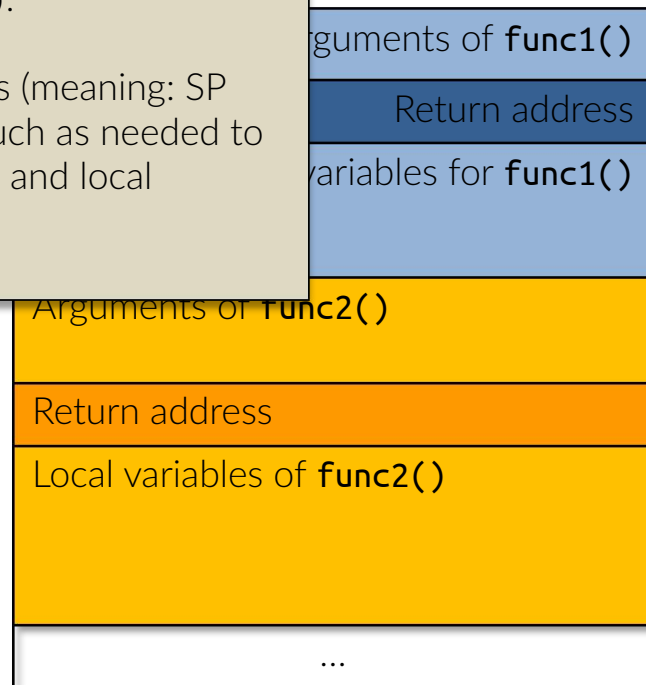 ).
s (meaning: SP
uch as needed to
and local
rguments of func1()
Return address
variables for func1()
Arguments of func2()
Return address
Local variables of func2()
...